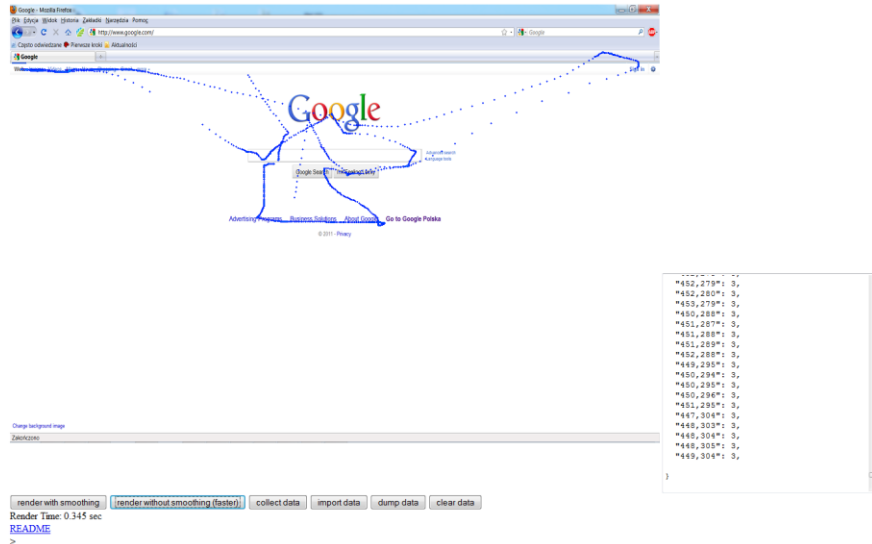 Google - Mozilla Firefox
Plik Edycja Widok Historia Zakładki Narzędzia Pomoc
http://www.google.com/
Google
Często odwiedzane Pierwsze kroki Aktualności
Google
Sign in
Google
Advanced search
Language tools
Google Search
Advertising Programs Business Solutions About Google Go to Google Polska
© 2011 - Privacy
"452,279": 3,
"452,280": 3,
"453,279": 3,
"450,288": 3,
"451,287": 3,
"451,288": 3,
"451,289": 3,
"452,288": 3,
"449,295": 3,
"450,294": 3,
"450,295": 3,
"450,296": 3,
"451,295": 3,
"447,304": 3,
"448,303": 3,
"448,304": 3,
"448,305": 3,
"449,304": 3,
}
Change background image
Zakończono
render with smoothing render without smoothing (faster) collect data import data dump data clear data
Render Time: 0.345 sec
README
>